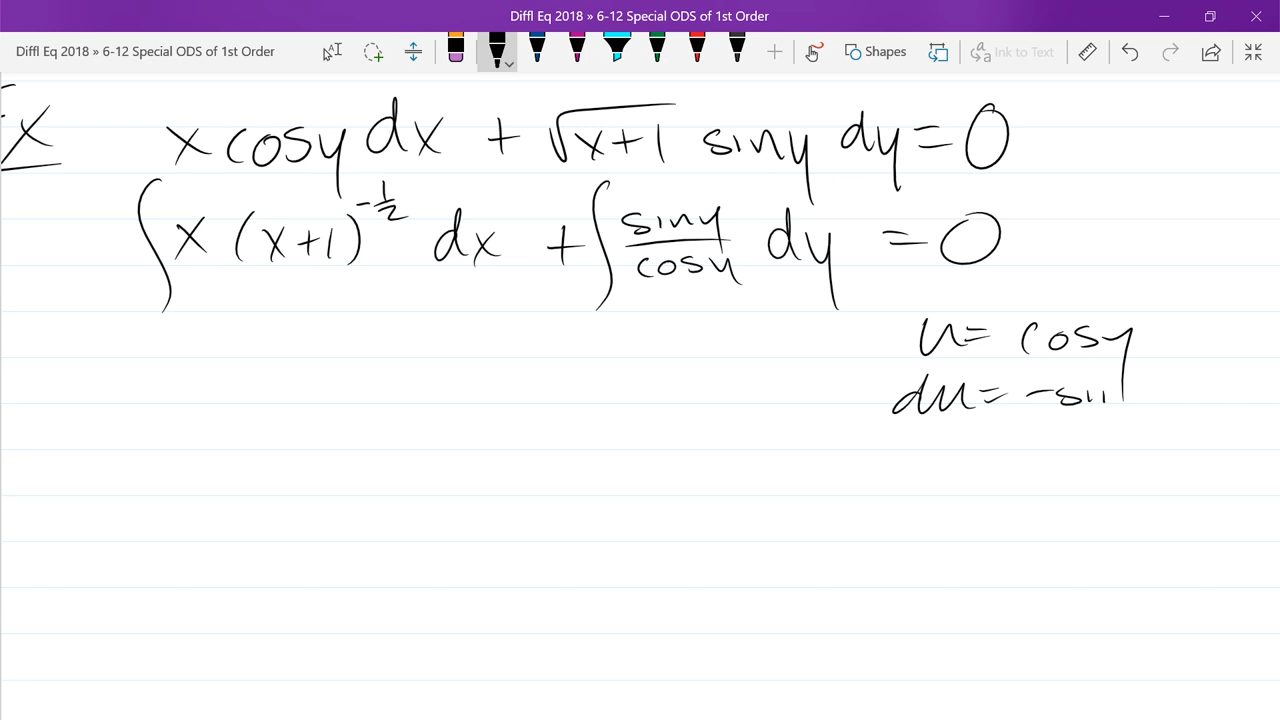 Diffl Eq 2018 » 6-12 Special ODS of 1st Order
Diffl Eq 2018 » 6-12 Special ODS of 1st Order
Shapes
Ink to Text
x cosy dx + √x+1 siny dy = 0
∫ x (x+1)^-1/2 dx + ∫ siny/cosy dy = 0
u = cosy
du = -sin